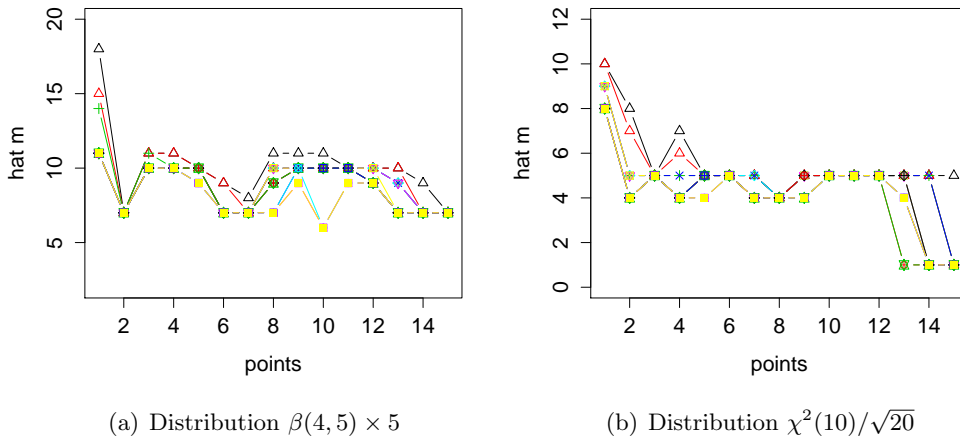 20
15
10
5
hat m
2 4 6 8 10 12 14
points
(a) Distribution β(4, 5) × 5
12
10
8
6
4
2
0
hat m
2 4 6 8 10 12 14
points
(b) Distribution χ²(10)/√20